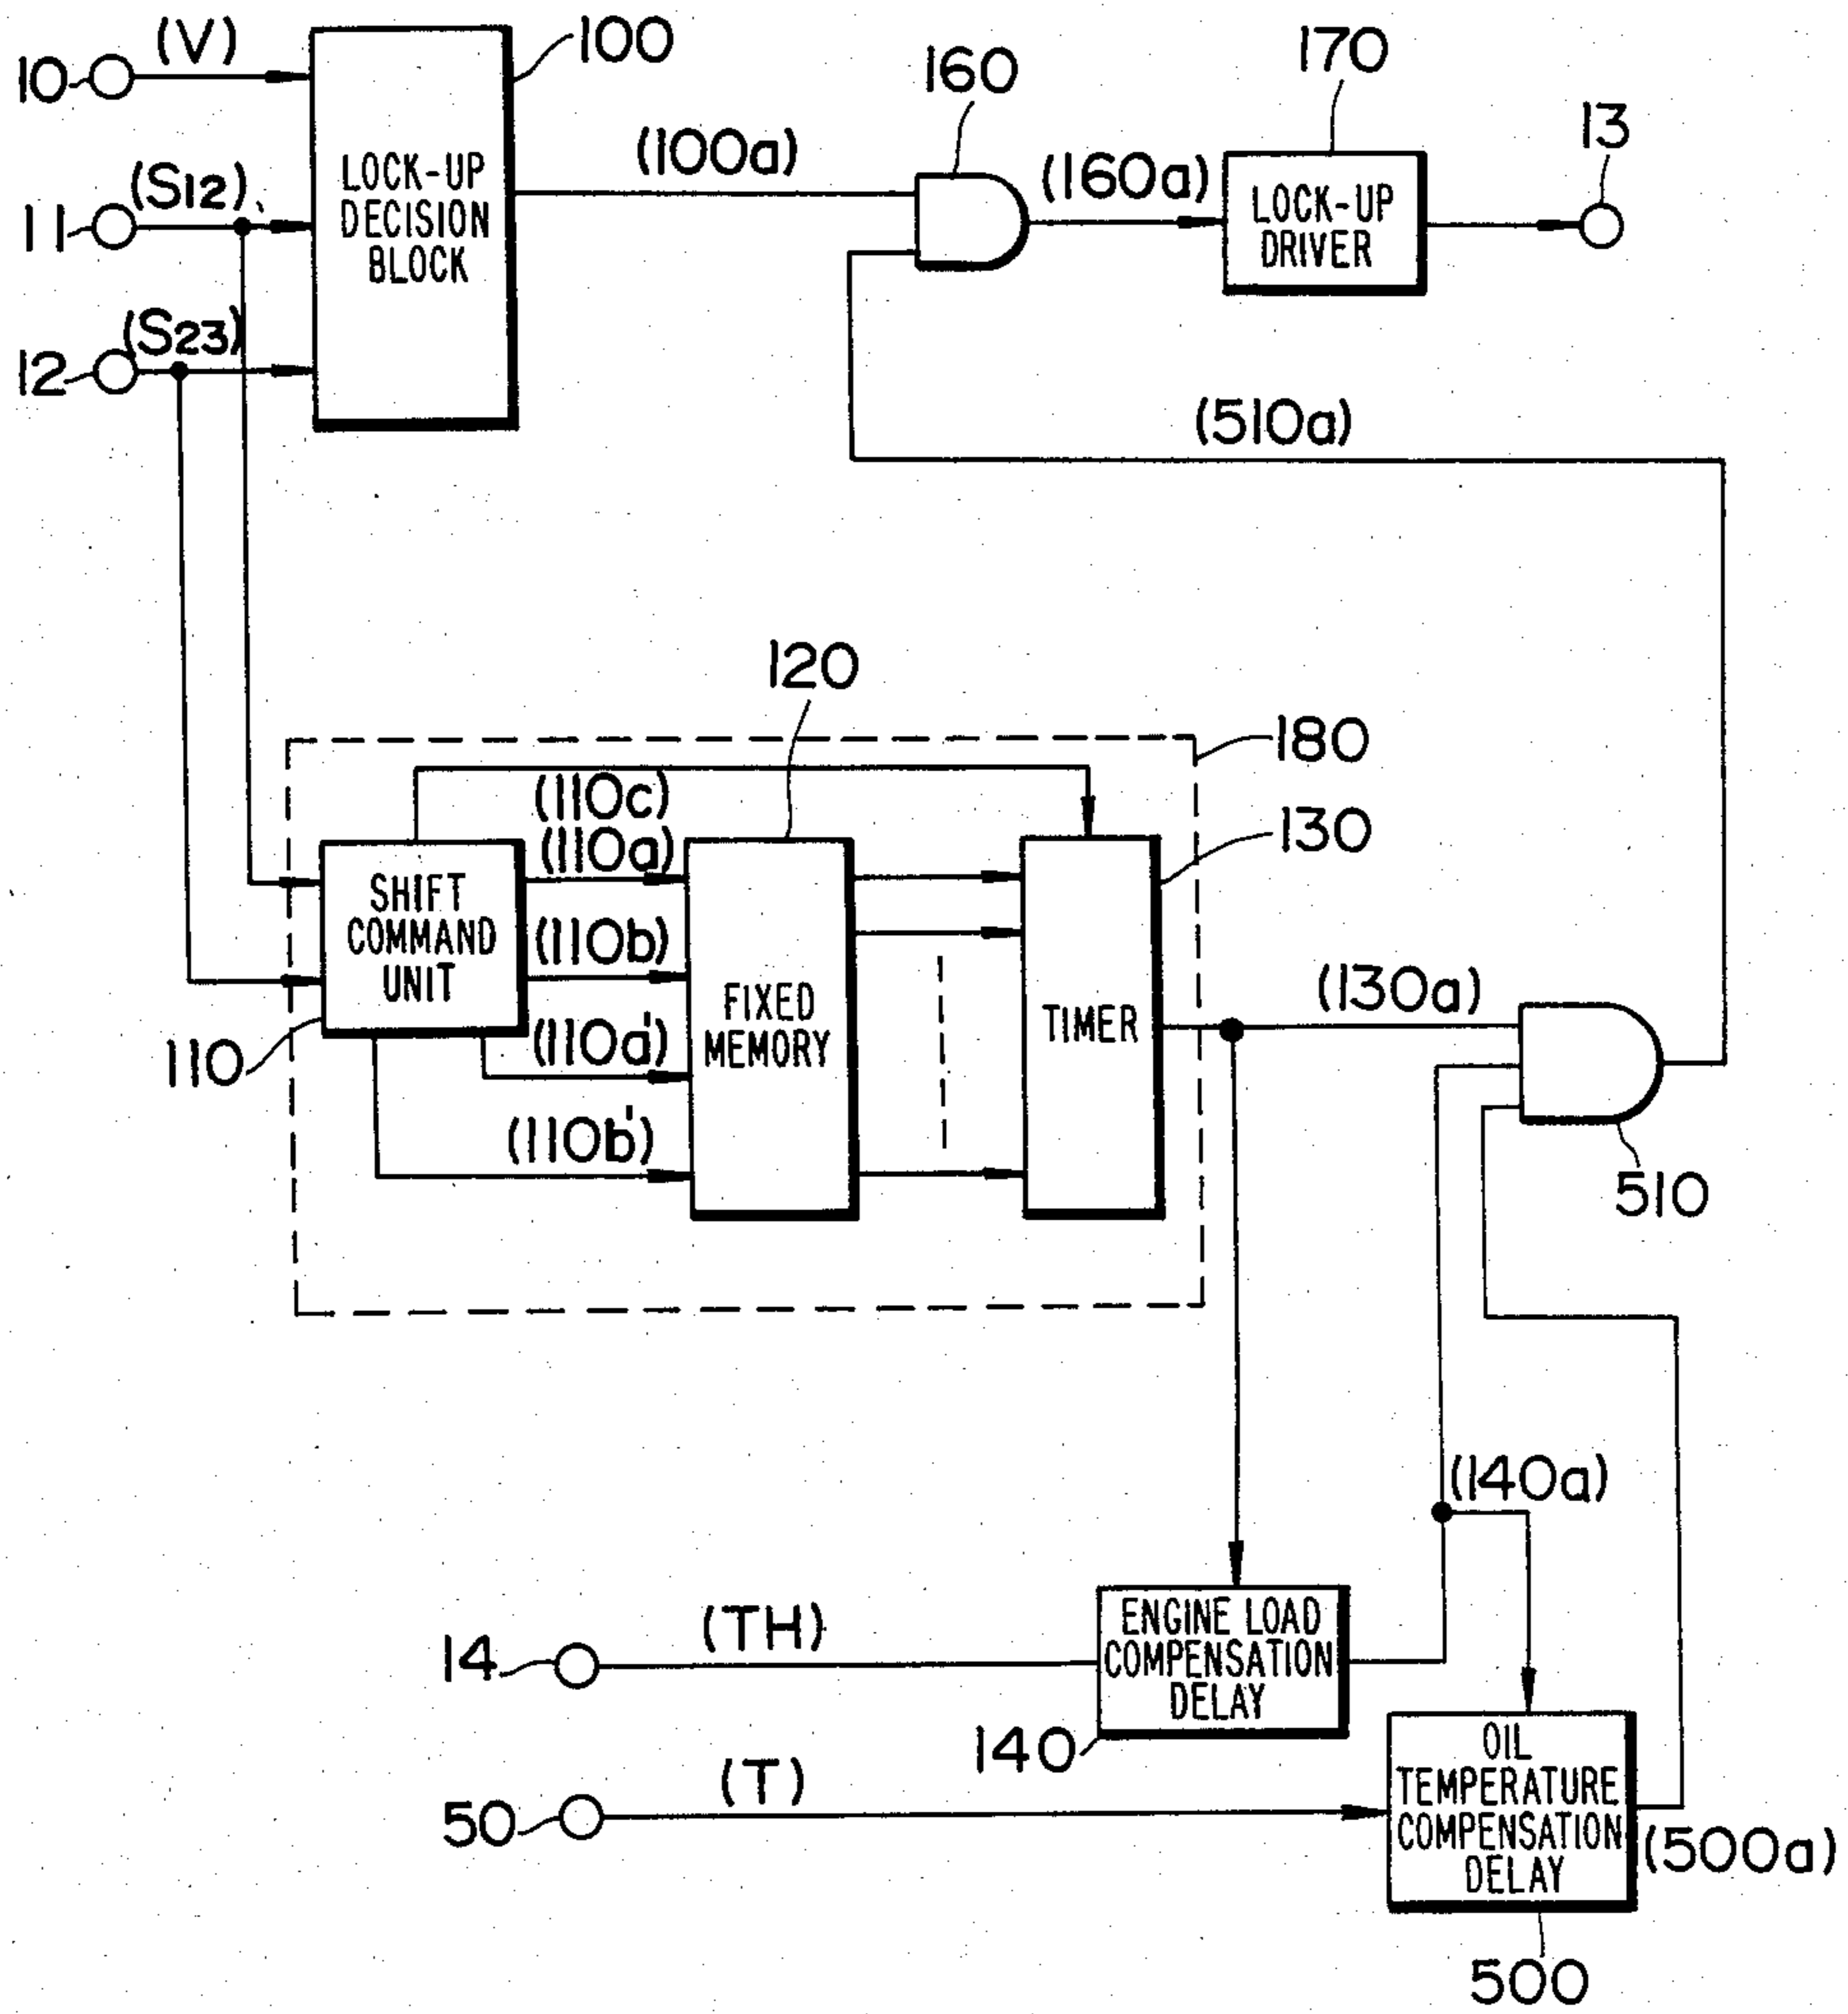 10
(V)
100
11
(S12)
12
(S23)
LOCK-UP
DECISION
BLOCK
(100a)
160
(160a)
170
LOCK-UP
DRIVER
13
(510a)
120
180
130
(110c)
(110a)
SHIFT
COMMAND
UNIT
(110b)
(110a')
(110b')
110
FIXED
MEMORY
TIMER
(130a)
510
(140a)
14
(TH)
ENGINE LOAD
COMPENSATION
DELAY
140
50
(T)
OIL
TEMPERATURE
COMPENSATION
DELAY
(500a)
500